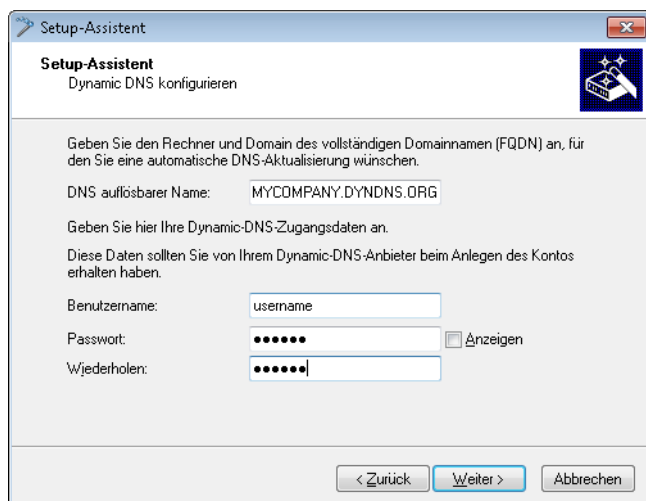 Setup-Assistent
Setup-Assistent
Dynamic DNS konfigurieren
Geben Sie den Rechner und Domain des vollständigen Domainnamen (FQDN) an, für
den Sie eine automatische DNS-Aktualisierung wünschen.
DNS auflösbarer Name: MYCOMPANY.DYNDNS.ORG
Geben Sie hier Ihre Dynamic-DNS-Zugangsdaten an.
Diese Daten sollten Sie von Ihrem Dynamic-DNS-Anbieter beim Anlegen des Kontos
erhalten haben.
Benutzername: username
Passwort: ●●●●●● Anzeigen
Wiederholen: ●●●●●●
< Zurück Weiter > Abbrechen